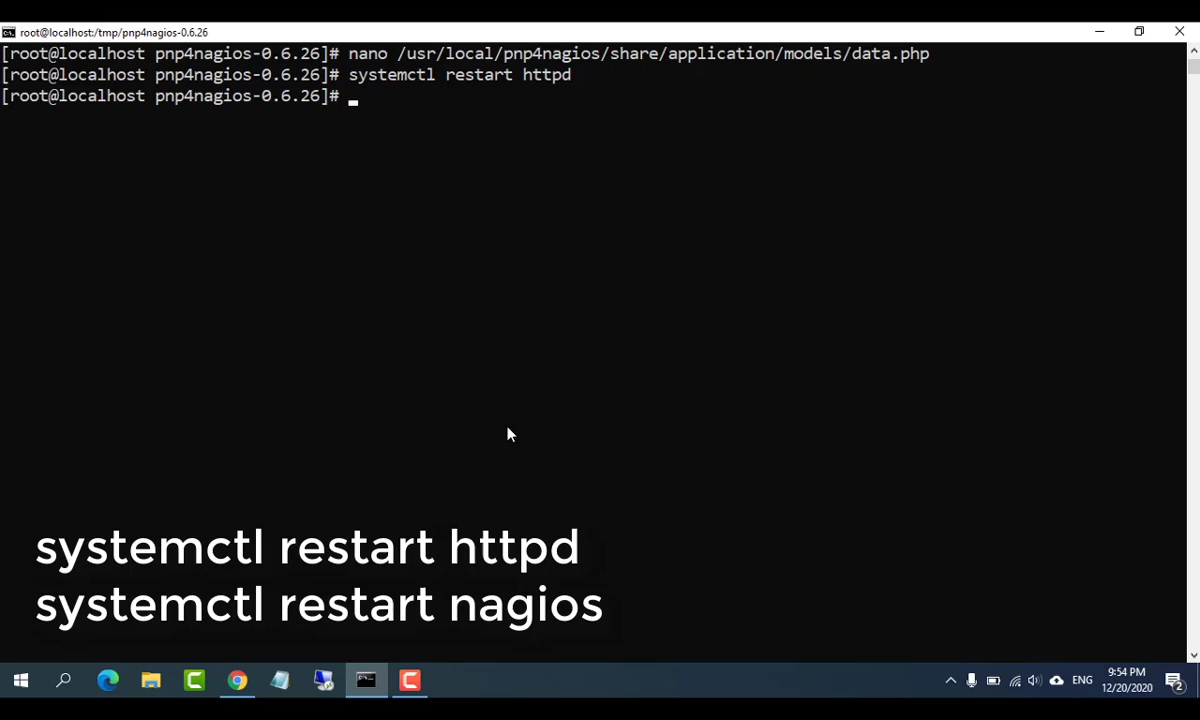 root@localhost:/tmp/pnp4nagios-0.6.26
[root@localhost pnp4nagios-0.6.26]# nano /usr/local/pnp4nagios/share/application/models/data.php
[root@localhost pnp4nagios-0.6.26]# systemctl restart httpd
[root@localhost pnp4nagios-0.6.26]#
systemctl restart httpd
systemctl restart nagios
ENG
9:54 PM
12/20/2020
2